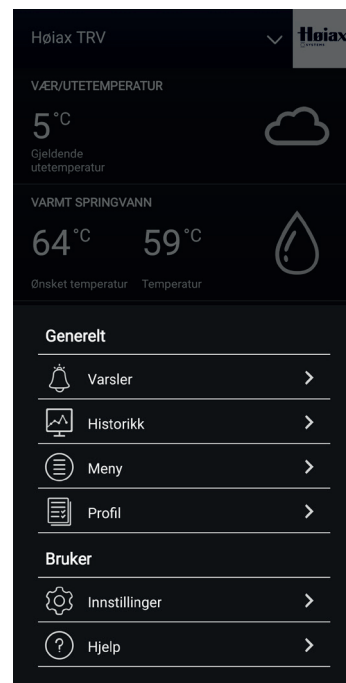 Høiax TRV
Høiax
SYSTEMS
VÆR/UTETEMPERATUR
5°C
Gjeldende
utetemperatur
VARMT SPRINGVANN
64°C 59°C
Ønsket temperatur Temperatur
Generelt
Varsler
Historikk
Meny
Profil
Bruker
Innstillinger
Hjelp